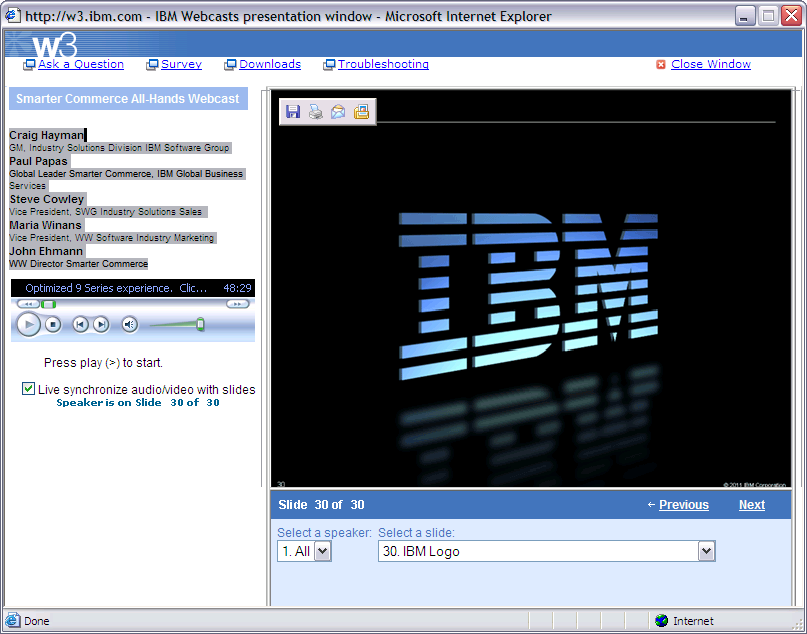 http://w3.ibm.com - IBM Webcasts presentation window - Microsoft Internet Explorer
w3
Ask a Question Survey Downloads Troubleshooting Close Window
Smarter Commerce All-Hands Webcast
Craig Hayman
GM, Industry Solutions Division IBM Software Group
Paul Papas
Global Leader Smarter Commerce, IBM Global Business
Services
Steve Cowley
Vice President, SWG Industry Solutions Sales
Maria Winans
Vice President, WW Software Industry Marketing
John Ehmann
WW Director Smarter Commerce
Optimized 9 Series experience. Clic... 48:29
Press play (>) to start.
Live synchronize audio/video with slides
Speaker is on Slide 30 of 30
IBM
30
© 2011 IBM Corporation
Slide 30 of 30
← Previous Next
Select a speaker: Select a slide:
1. All 30. IBM Logo
Done Internet